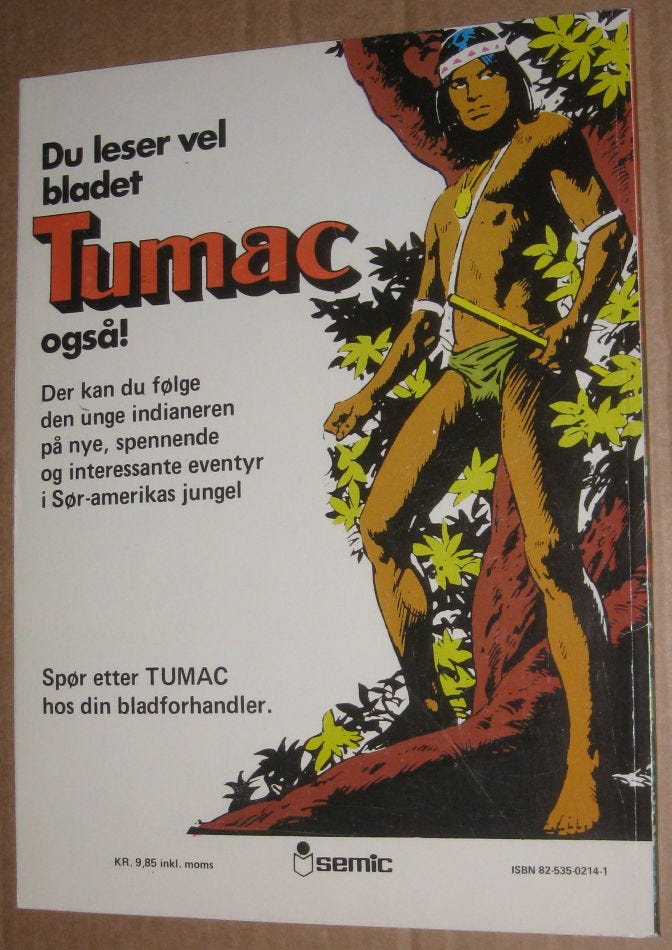 Du leser vel
bladet
Tumac
også!
Der kan du følge
den unge indianeren
på nye, spennende
og interessante eventyr
i Sør-amerikas jungel
Spør etter TUMAC
hos din bladforhandler.
KR. 9,85 inkl. moms
semic
ISBN 82-535-0214-1